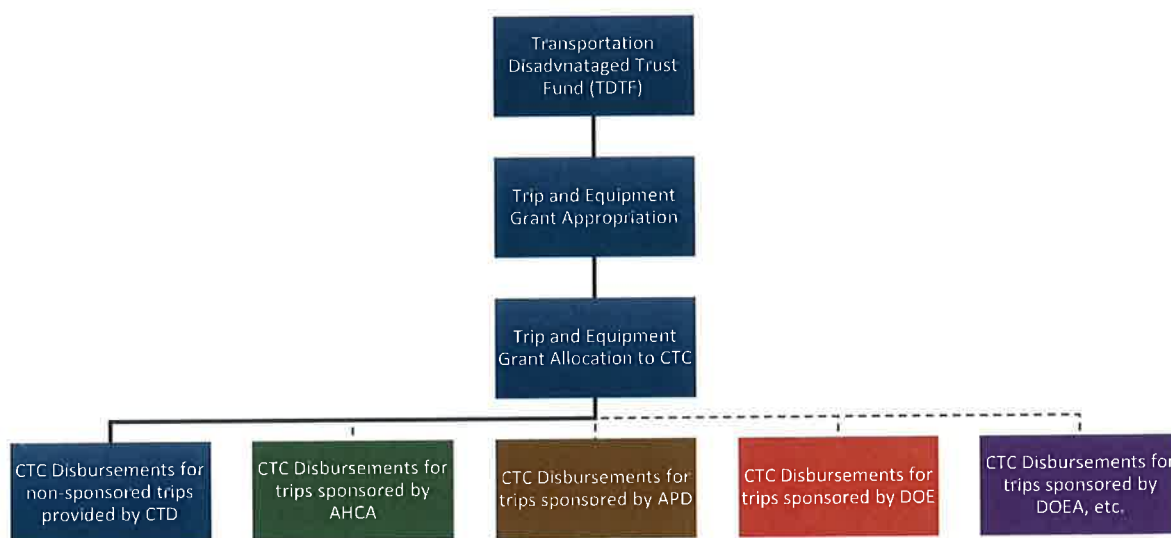 Transportation
Disadvnataged Trust
Fund (TDTF)
Trip and Equipment
Grant Appropriation
Trip and Equipment
Grant Allocation to CTC
CTC Disbursements for
non-sponsored trips
provided by CTD
CTC Disbursements for
trips sponsored by
AHCA
CTC Disbursements for
trips sponsored by APD
CTC Disbursements for
trips sponsored by DOE
CTC Disbursements for
trips sponsored by
DOEA, etc.